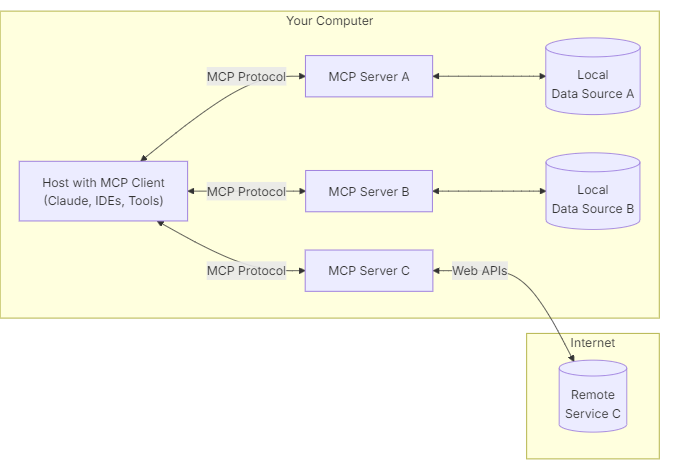 Your Computer
MCP Protocol
MCP Server A
Local
Data Source A
Host with MCP Client
(Claude, IDEs, Tools)
MCP Protocol
MCP Server B
Local
Data Source B
MCP Protocol
MCP Server C
Web APIs
Internet
Remote
Service C